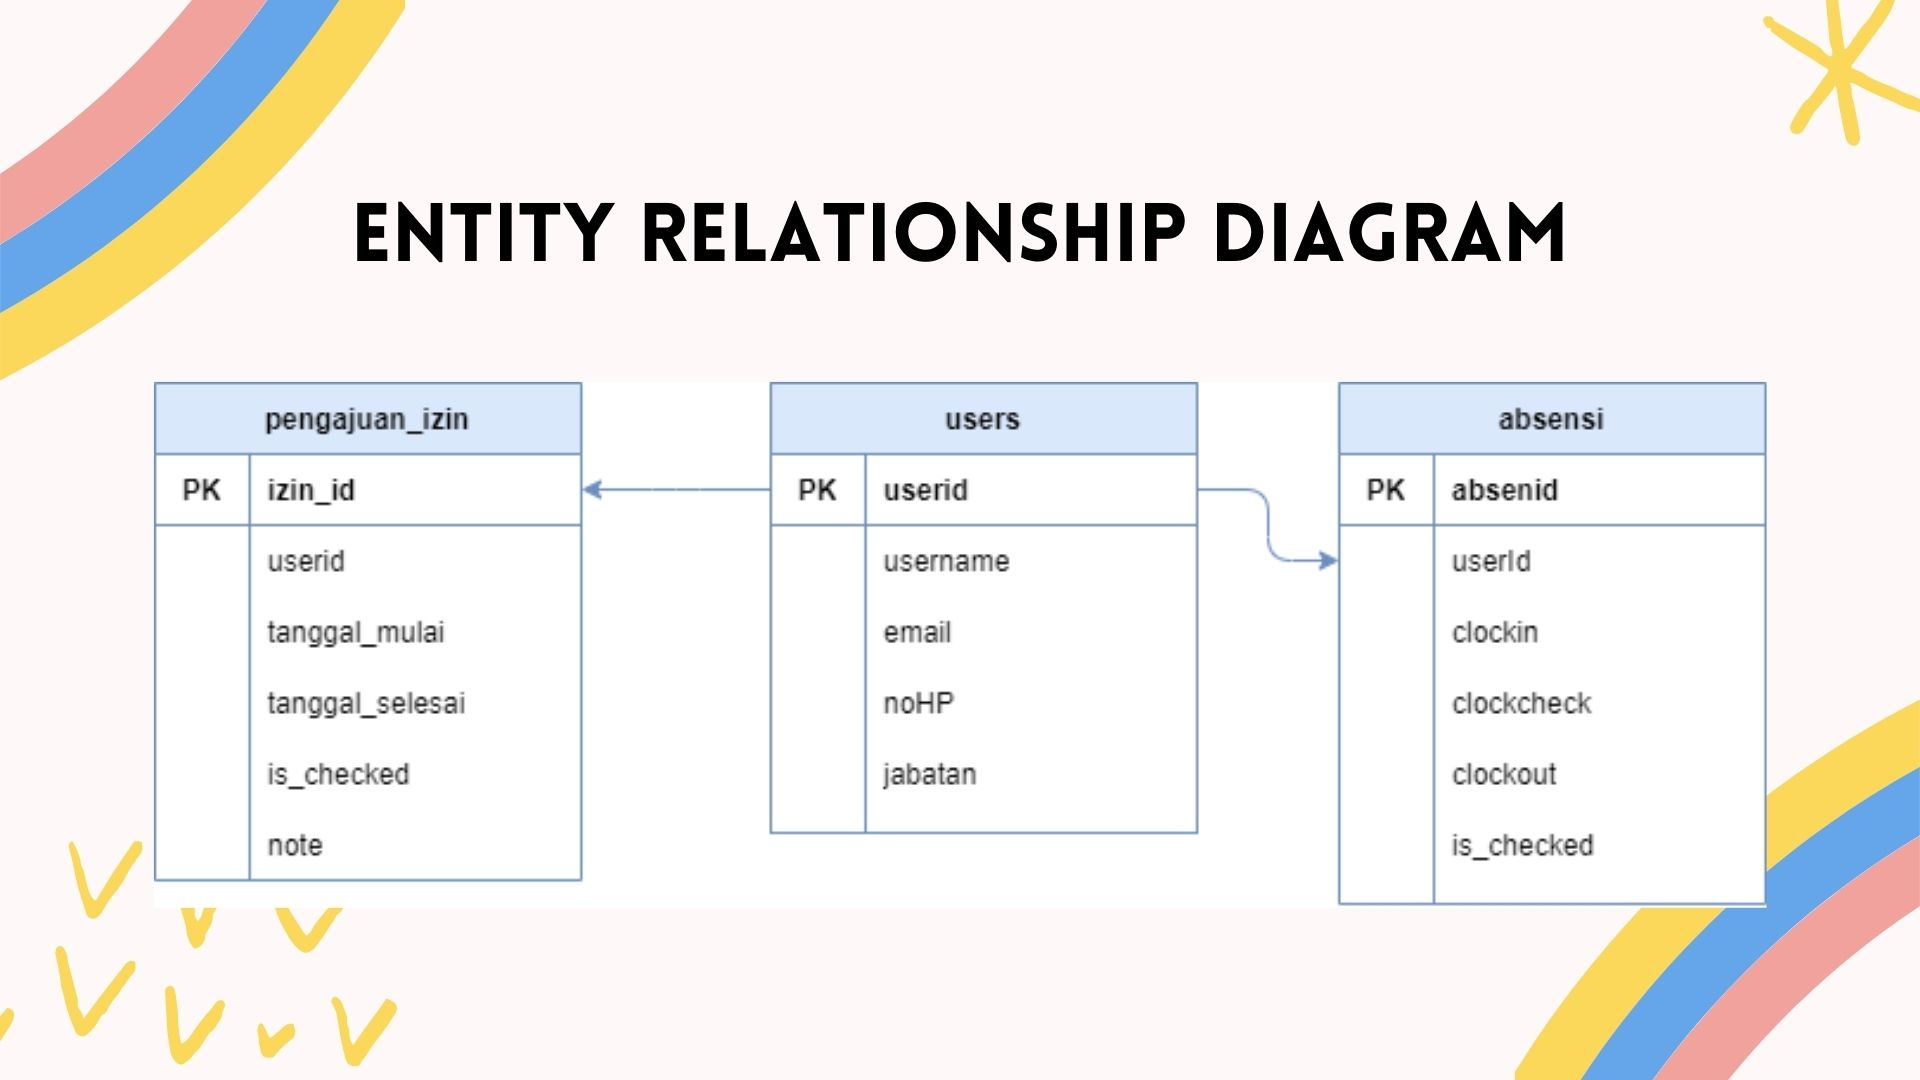 ENTITY RELATIONSHIP DIAGRAM
pengajuan_izin
PK izin_id
userid
tanggal_mulai
tanggal_selesai
is_checked
note
users
PK userid
username
email
noHP
jabatan
absensi
PK absenid
userId
clockin
clockcheck
clockout
is_checked